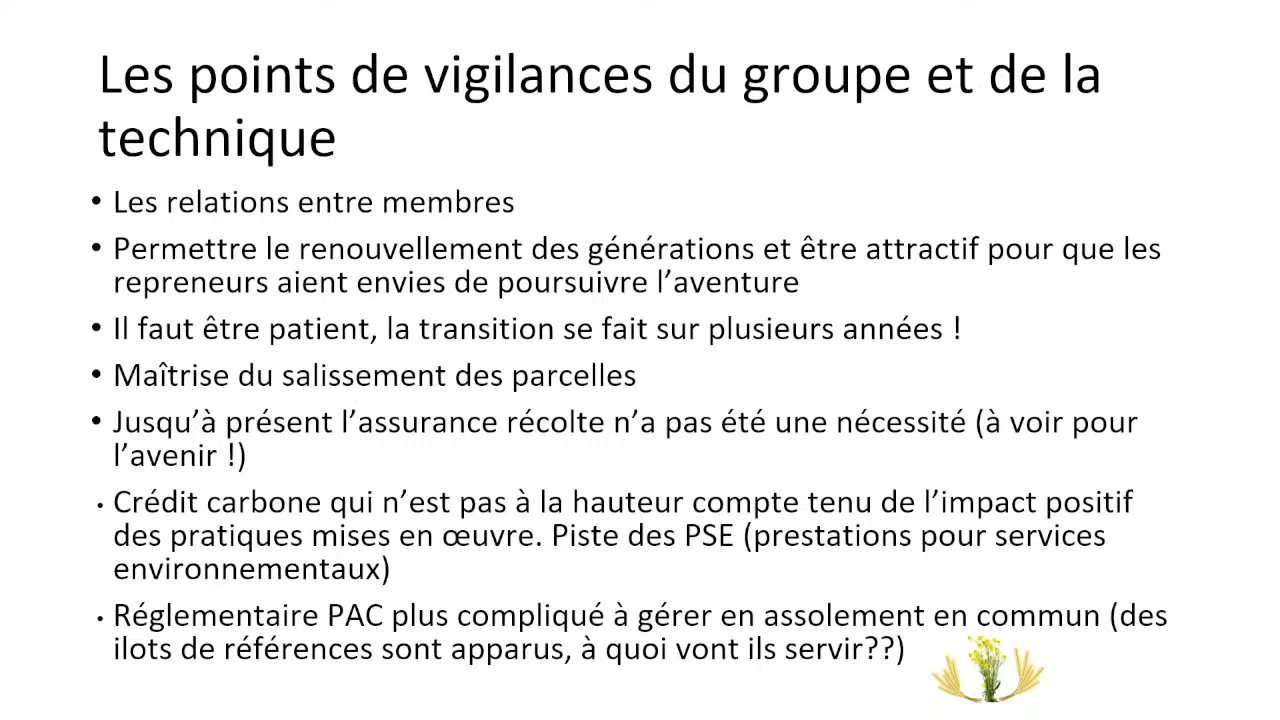 Les points de vigilances du groupe et de la
technique
• Les relations entre membres
• Permettre le renouvellement des générations et être attractif pour que les
repreneurs aient envies de poursuivre l’aventure
• Il faut être patient, la transition se fait sur plusieurs années !
• Maîtrise du salissement des parcelles
• Jusqu’à présent l’assurance récolte n’a pas été une nécessité (à voir pour
l’avenir !)
• Crédit carbone qui n’est pas à la hauteur compte tenu de l’impact positif
des pratiques mises en œuvre. Piste des PSE (prestations pour services
environnementaux)
• Réglementaire PAC plus compliqué à gérer en assolement en commun (des
ilots de références sont apparus, à quoi vont ils servir??)